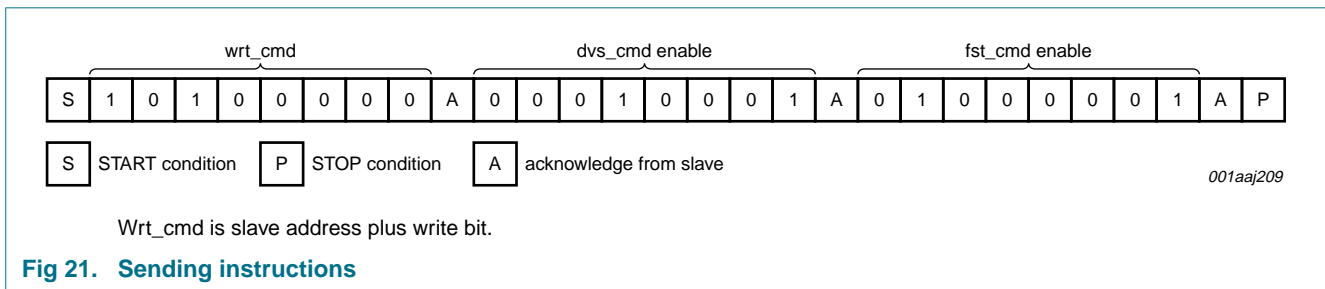 wrt_cmd dvs_cmd enable fst_cmd enable
S 1 0 1 0 0 0 0 0 A 0 0 0 1 0 0 0 1 A 0 1 0 0 0 0 0 1 A P
S START condition P STOP condition A acknowledge from slave
001aaj209
Wrt_cmd is slave address plus write bit.
Fig 21. Sending instructions